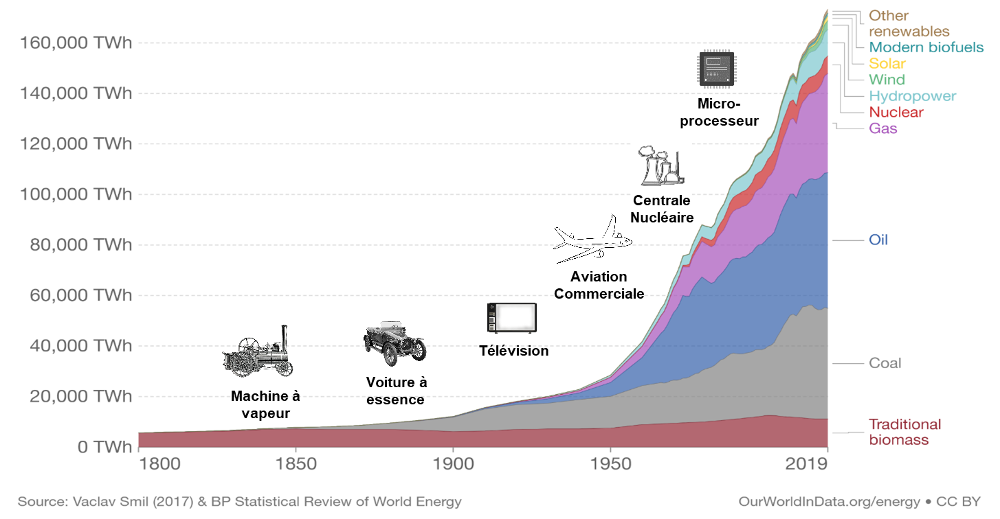 160,000 TWh
140,000 TWh
120,000 TWh
100,000 TWh
80,000 TWh
60,000 TWh
40,000 TWh
20,000 TWh
0 TWh
1800
1850
1900
1950
2019
Machine à
vapeur
Voiture à
essence
Télévision
Aviation
Commerciale
Centrale
Nucléaire
Micro-
processeur
Other
renewables
Modern biofuels
Solar
Wind
Hydropower
Nuclear
Gas
Oil
Coal
Traditional
biomass
Source: Vaclav Smil (2017) & BP Statistical Review of World Energy
OurWorldInData.org/energy • CC BY